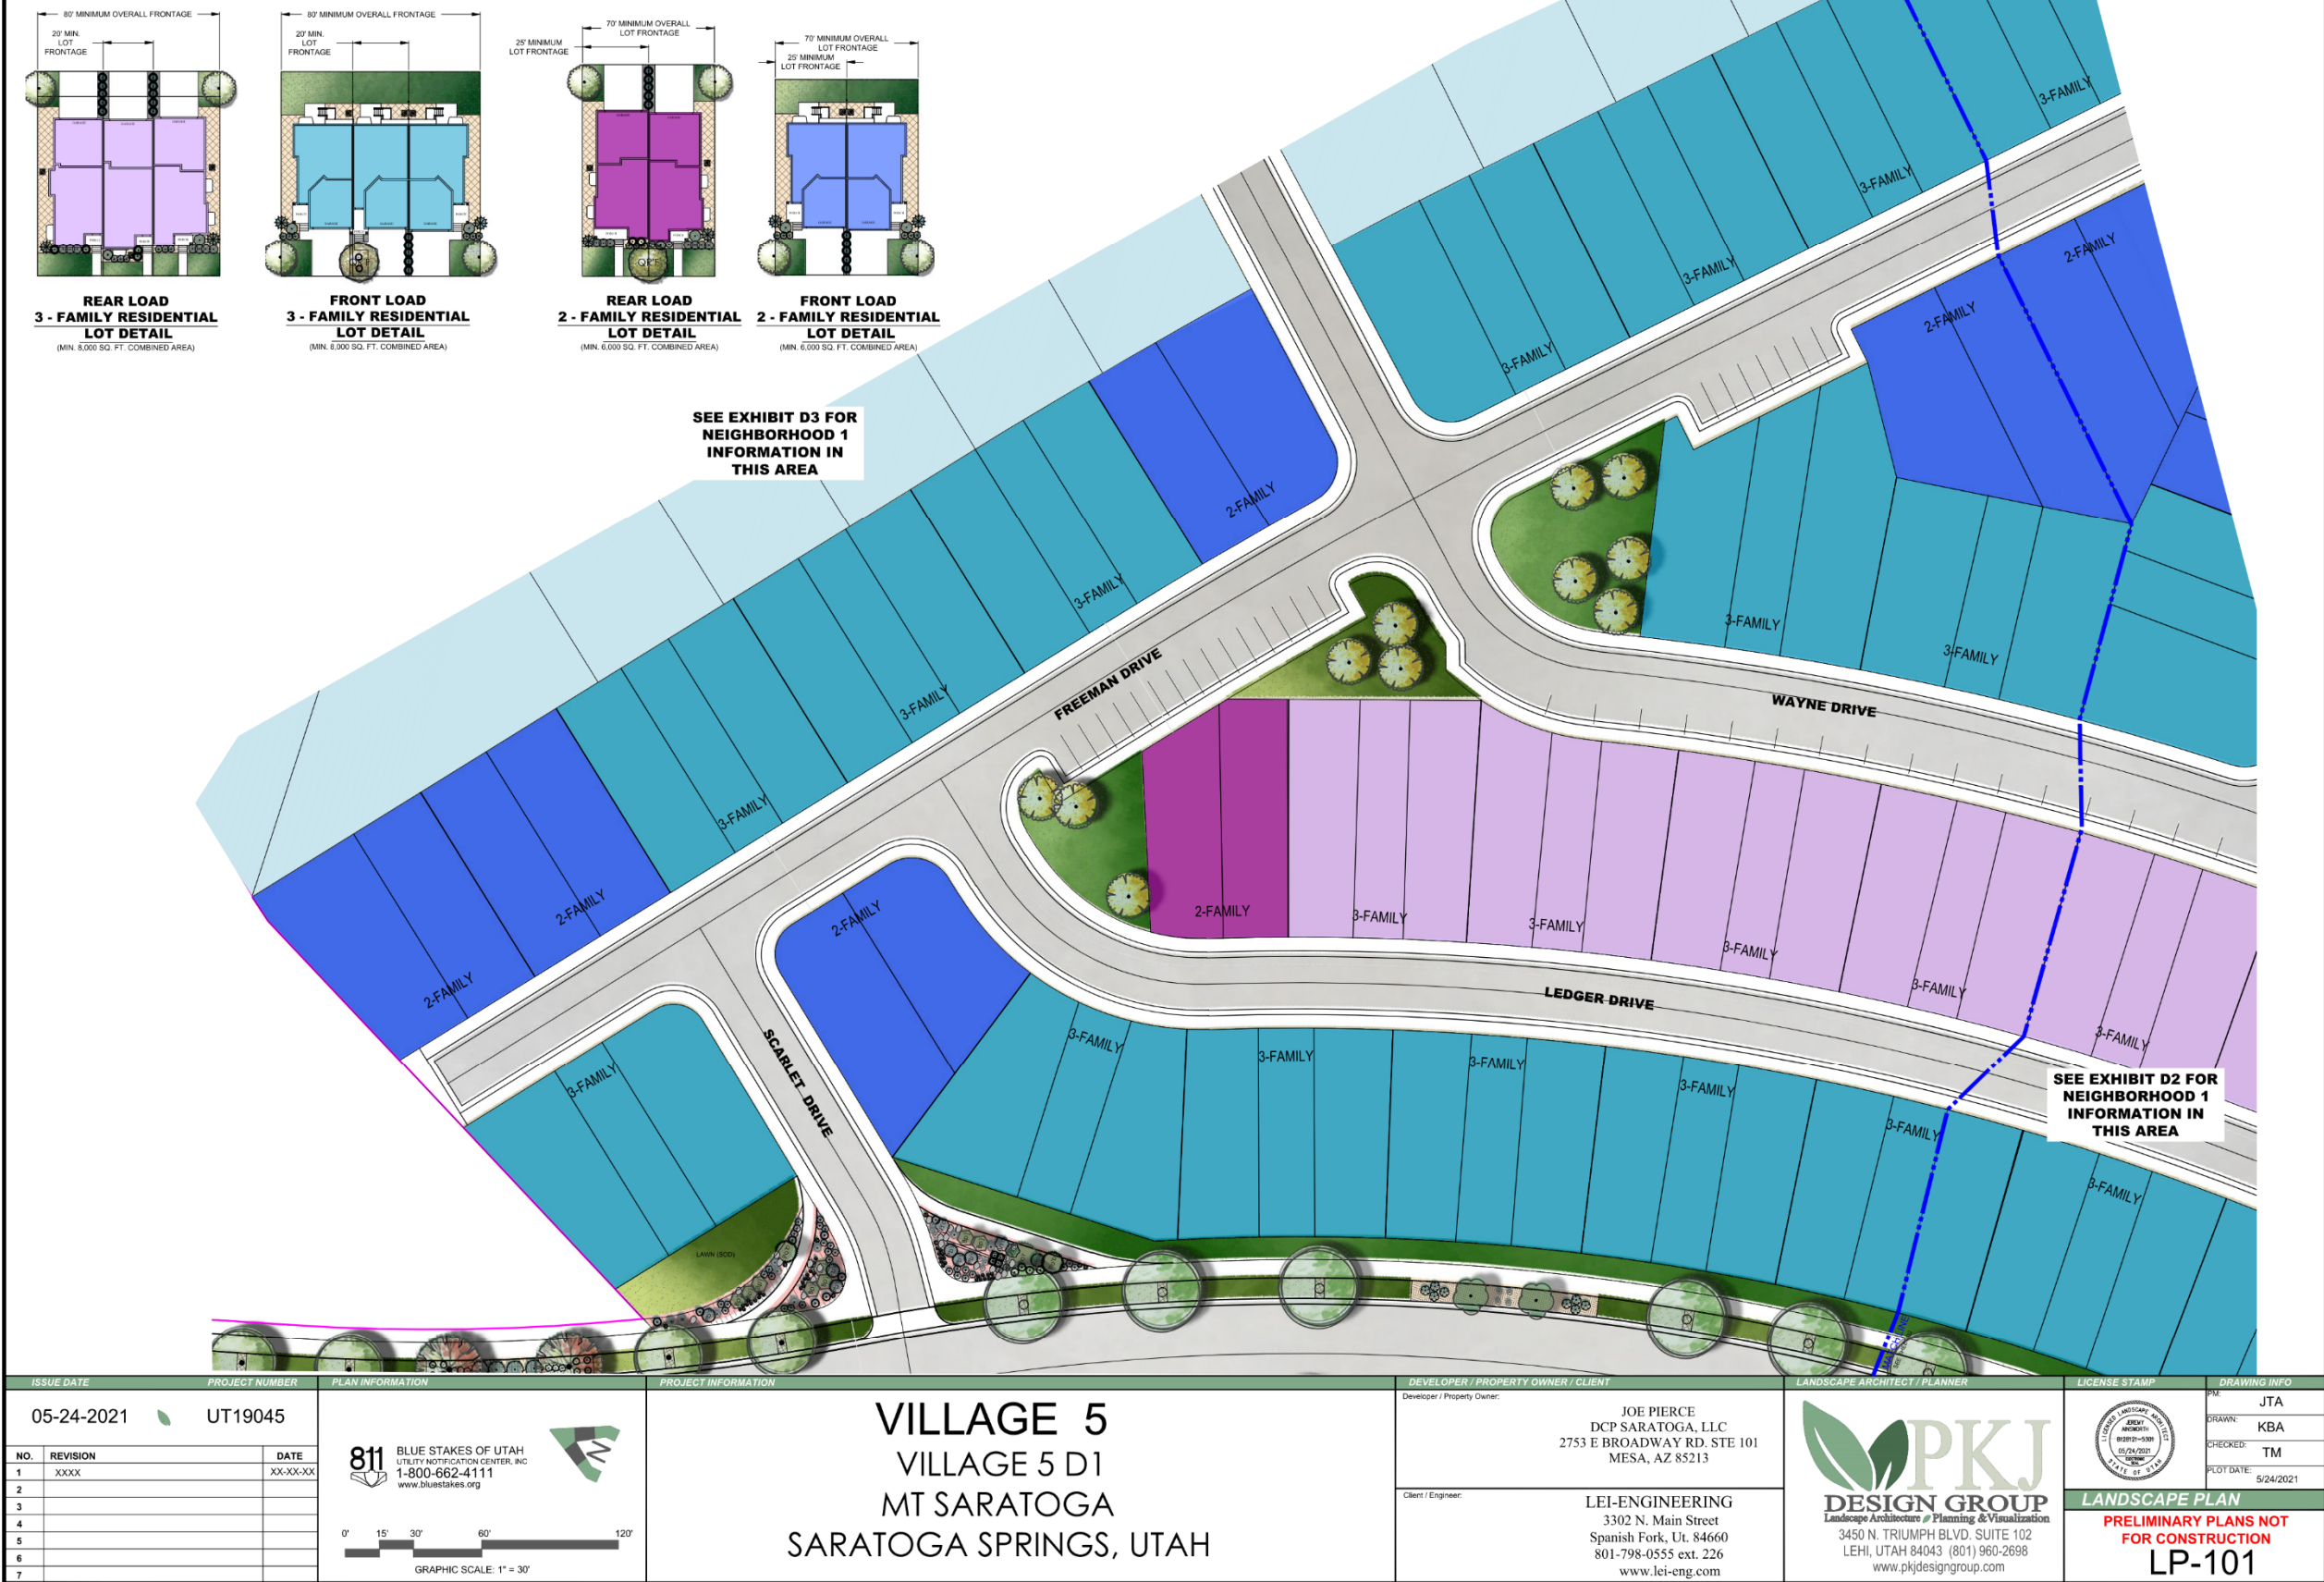 80' MINIMUM OVERALL FRONTAGE
20' MIN.
LOT
FRONTAGE
REAR LOAD
3 - FAMILY RESIDENTIAL
LOT DETAIL
(MIN. 8,000 SQ. FT. COMBINED AREA)
80' MINIMUM OVERALL FRONTAGE
20' MIN.
LOT
FRONTAGE
FRONT LOAD
3 - FAMILY RESIDENTIAL
LOT DETAIL
(MIN. 8,000 SQ. FT. COMBINED AREA)
70' MINIMUM OVERALL
LOT FRONTAGE
25' MINIMUM
LOT FRONTAGE
REAR LOAD
2 - FAMILY RESIDENTIAL
LOT DETAIL
(MIN. 6,000 SQ. FT. COMBINED AREA)
70' MINIMUM OVERALL
LOT FRONTAGE
25' MINIMUM
LOT FRONTAGE
FRONT LOAD
2 - FAMILY RESIDENTIAL
LOT DETAIL
(MIN. 6,000 SQ. FT. COMBINED AREA)
3-FAMILY
3-FAMILY
3-FAMILY
3-FAMILY
2-FAMILY
2-FAMILY
SEE EXHIBIT D3 FOR
NEIGHBORHOOD 1
INFORMATION IN
THIS AREA
2-FAMILY
3-FAMILY
3-FAMILY
3-FAMILY
2-FAMILY
2-FAMILY
FREEMAN DRIVE
3-FAMILY
3-FAMILY
WAYNE DRIVE
2-FAMILY
2-FAMILY
3-FAMILY
3-FAMILY
3-FAMILY
3-FAMILY
3-FAMILY
LEDGER DRIVE
SCARLET DRIVE
3-FAMILY
3-FAMILY
3-FAMILY
3-FAMILY
3-FAMILY
3-FAMILY
3-FAMILY
SEE EXHIBIT D2 FOR
NEIGHBORHOOD 1
INFORMATION IN
THIS AREA
LAWN (SOD)
ISSUE DATE
PROJECT NUMBER
05-24-2021
UT19045
NO. REVISION DATE
1 XXXX XX-XX-XX
2
3
4
5
6
7
PLAN INFORMATION
811
BLUE STAKES OF UTAH
UTILITY NOTIFICATION CENTER, INC
1-800-662-4111
www.bluestakes.org
N
0' 15' 30' 60' 120'
GRAPHIC SCALE: 1" = 30'
PROJECT INFORMATION
VILLAGE 5
VILLAGE 5 D1
MT SARATOGA
SARATOGA SPRINGS, UTAH
DEVELOPER / PROPERTY OWNER / CLIENT
Developer / Property Owner:
JOE PIERCE
DCP SARATOGA, LLC
2753 E BROADWAY RD. STE 101
MESA, AZ 85213
Client / Engineer:
LEI-ENGINEERING
3302 N. Main Street
Spanish Fork, Ut. 84660
801-798-0555 ext. 226
www.lei-eng.com
LANDSCAPE ARCHITECT / PLANNER
PKJ
DESIGN GROUP
Landscape Architecture Planning & Visualization
3450 N. TRIUMPH BLVD. SUITE 102
LEHI, UTAH 84043 (801) 960-2698
www.pkjdesigngroup.com
LICENSE STAMP
LICENSED LANDSCAPE ARCHITECT
05/24/2021
STATE OF UTAH
DRAWING INFO
PM:
JTA
DRAWN:
KBA
CHECKED:
TM
PLOT DATE:
5/24/2021
LANDSCAPE PLAN
PRELIMINARY PLANS NOT
FOR CONSTRUCTION
LP-101